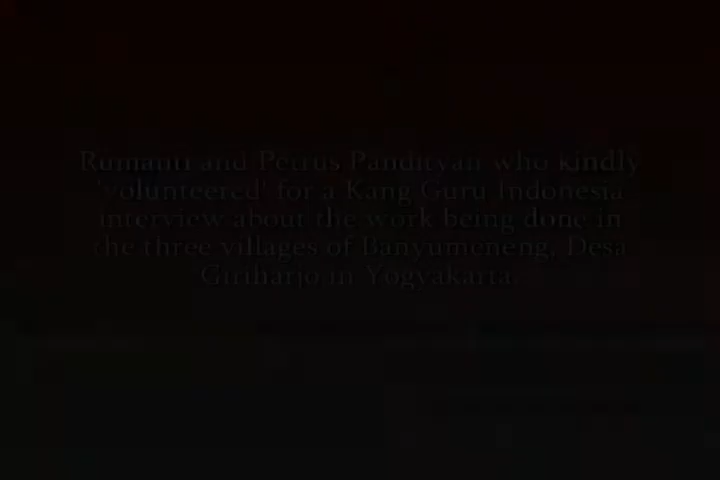 Rumanti and Petrus Pandityan who kindly
'volunteered' for a Kang Guru Indonesia
interview about the work being done in
the three villages of Banyumeneng, Desa
Giriharjo in Yogyakarta.